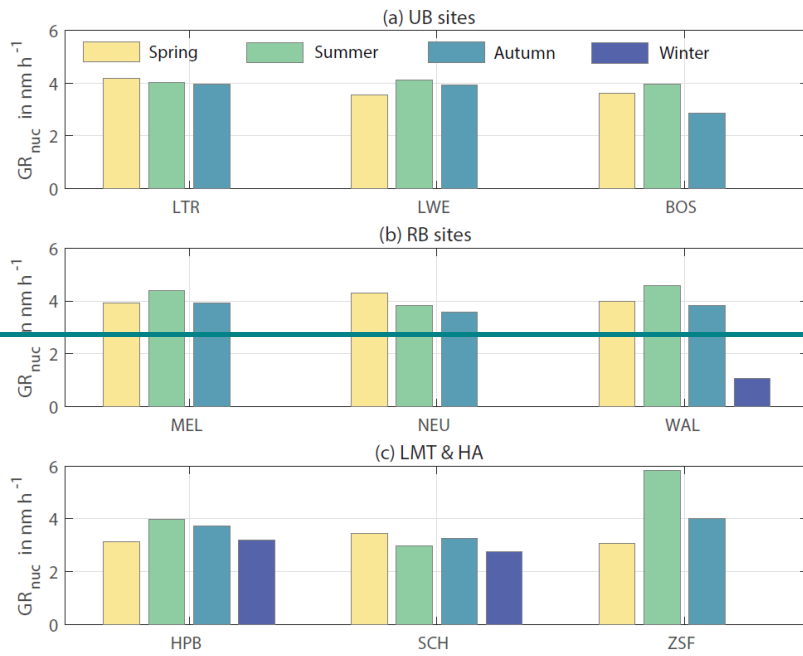 (a) UB sites
6
4
2
0
GR nuc in nm h -1
Spring Summer Autumn Winter
LTR LWE BOS
(b) RB sites
6
4
2
0
GR nuc in nm h -1
MEL NEU WAL
(c) LMT & HA
6
4
2
0
GR nuc in nm h -1
HPB SCH ZSF